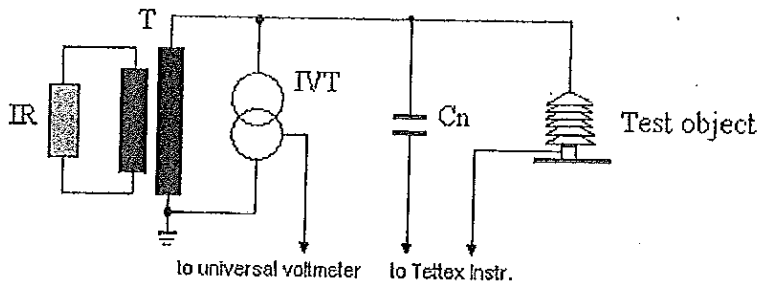 T
IR
IVT
Cn
Test object
to universal voltmeter
to Tettex Instr.